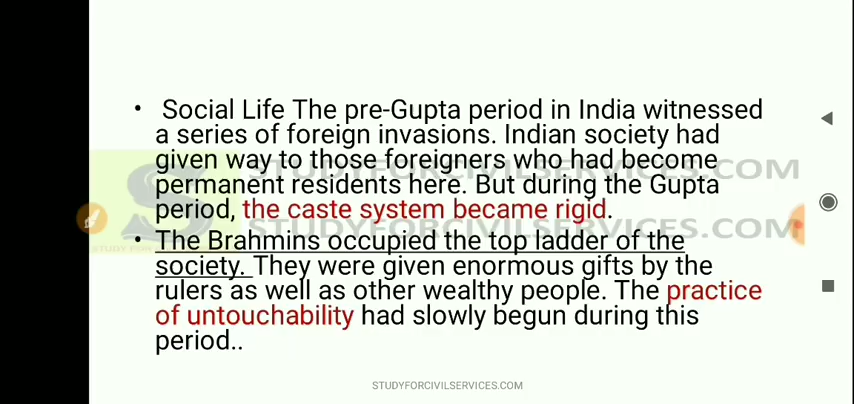 • Social Life The pre-Gupta period in India witnessed
a series of foreign invasions. Indian society had
given way to those foreigners who had become
permanent residents here. But during the Gupta
period, the caste system became rigid.
• The Brahmins occupied the top ladder of the
society. They were given enormous gifts by the
rulers as well as other wealthy people. The practice
of untouchability had slowly begun during this
period..
STUDYFORCIVILSERVICES.COM